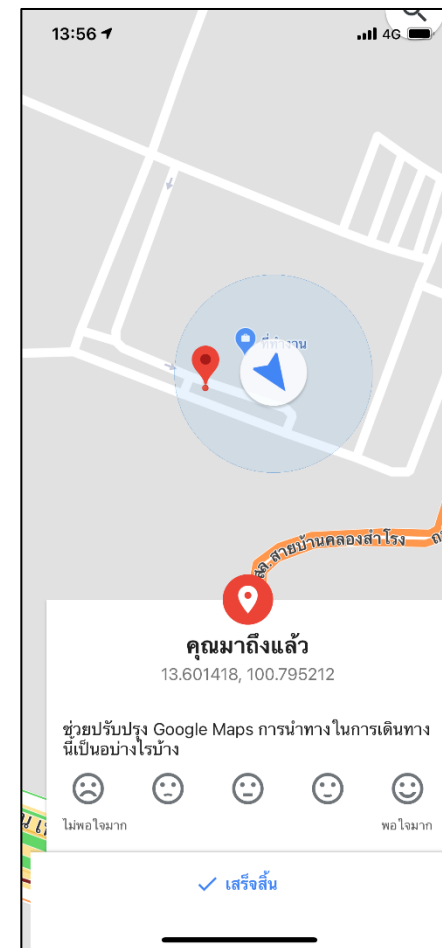 13:56
4G
ที่ทำงาน
สล. สายบ้านคลองสำโรง
คุณมาถึงแล้ว
13.601418, 100.795212
ช่วยปรับปรุง Google Maps การนำทางในการเดินทาง
นี้เป็นอย่างไรบ้าง
ไม่พอใจมาก
พอใจมาก
เสร็จสิ้น